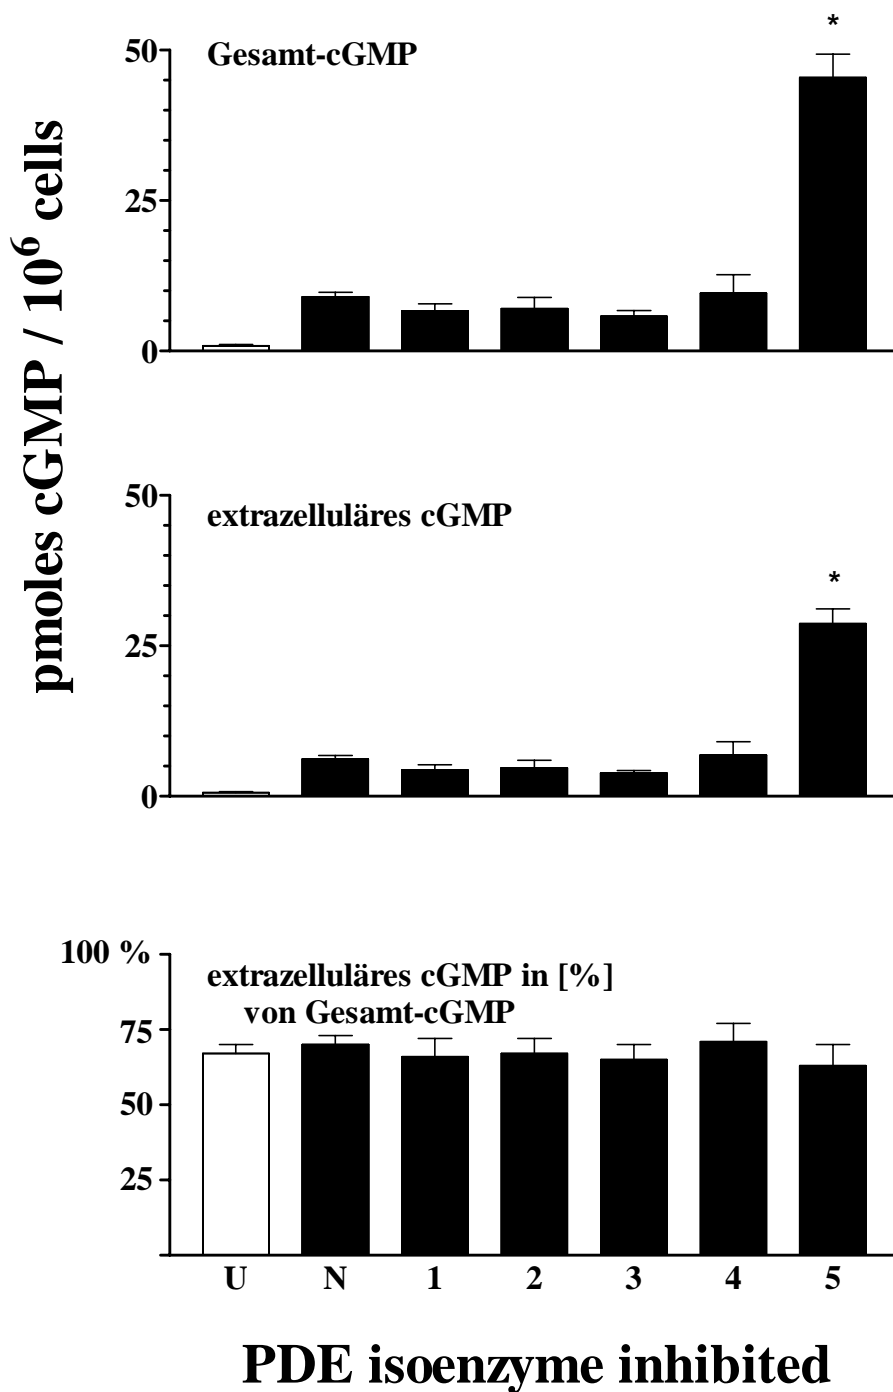 *
50
Gesamt-cGMP
25
0
pmoles cGMP / 10⁶ cells
50
extrazelluläres cGMP
*
25
0
100 %
extrazelluläres cGMP in [%]
von Gesamt-cGMP
75
50
25
U N 1 2 3 4 5
PDE isoenzyme inhibited